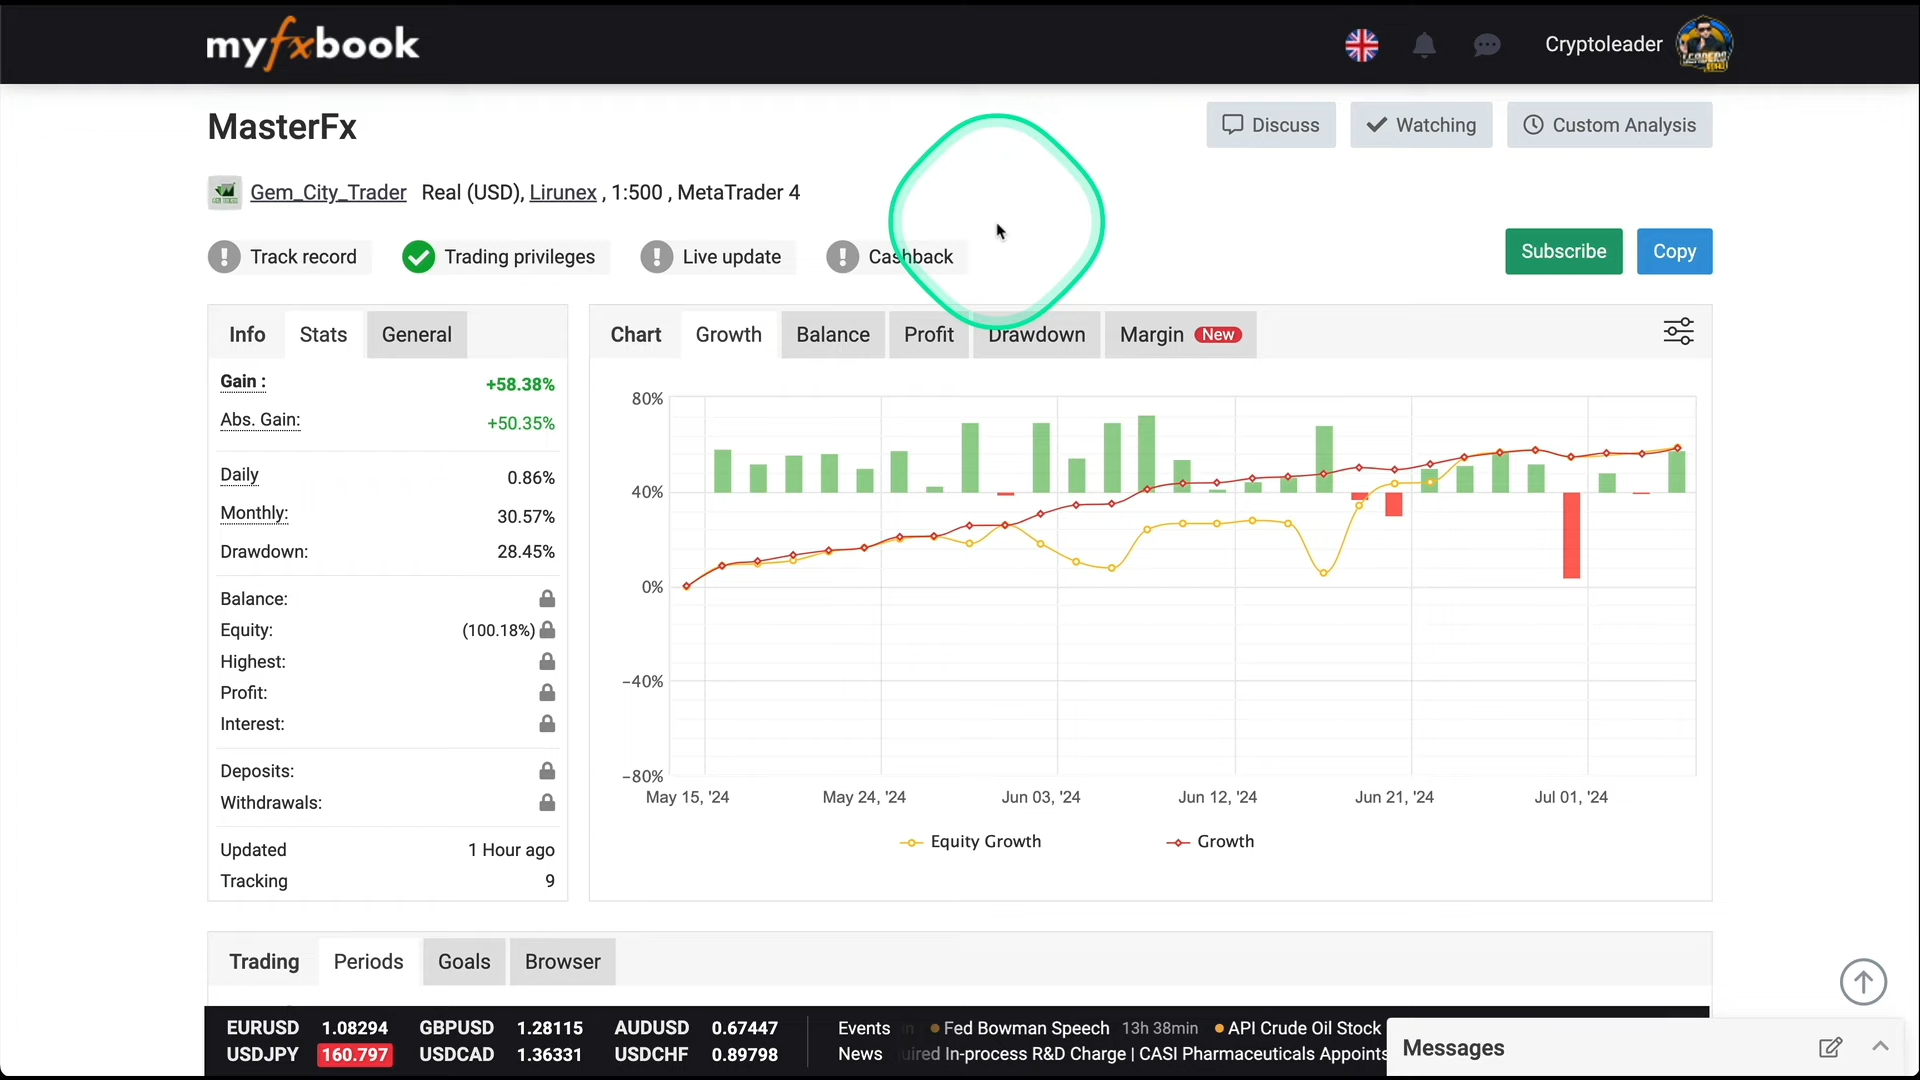 myfxbook
Cryptoleader
MasterFx
Discuss
Watching
Custom Analysis
Gem_City_Trader Real (USD), Lirunex , 1:500 , MetaTrader 4
Track record
Trading privileges
Live update
Cashback
Subscribe
Copy
Info Stats General
Gain : +58.38%
Abs. Gain: +50.35%
Daily 0.86%
Monthly: 30.57%
Drawdown: 28.45%
Balance:
Equity: (100.18%)
Highest:
Profit:
Interest:
Deposits:
Withdrawals:
Updated 1 Hour ago
Tracking 9
Chart Growth Balance Profit Drawdown Margin New
80%
40%
0%
−40%
−80%
May 15, '24 May 24, '24 Jun 03, '24 Jun 12, '24 Jun 21, '24 Jul 01, '24
Equity Growth Growth
Trading Periods Goals Browser
EURUSD 1.08294 GBPUSD 1.28115 AUDUSD 0.67447
USDJPY 160.797 USDCAD 1.36331 USDCHF 0.89798
Events Fed Bowman Speech 13h 38min API Crude Oil Stock
News uired In-process R&D Charge | CASI Pharmaceuticals Appoints
Messages